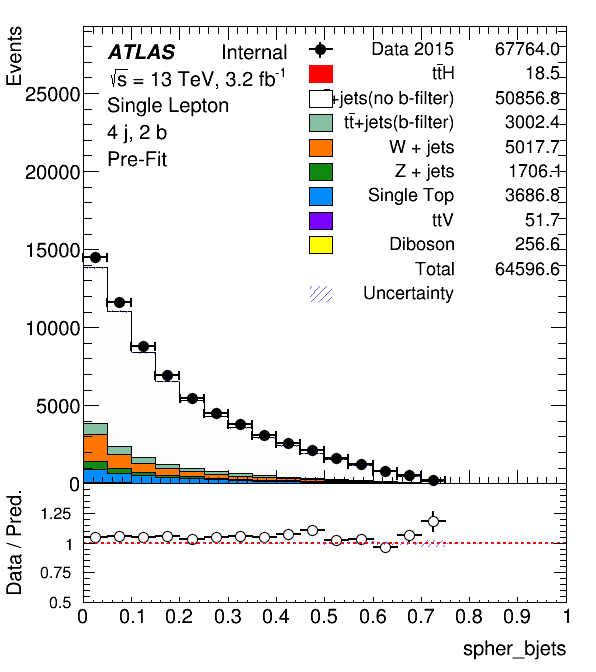 Events
ATLAS Internal
√s = 13 TeV, 3.2 fb⁻¹
Single Lepton
4 j, 2 b
Pre-Fit
Data 2015 67764.0
tt̄H 18.5
+jets(no b-filter) 50856.8
tt̄+jets(b-filter) 3002.4
W + jets 5017.7
Z + jets 1706.1
Single Top 3686.8
ttV 51.7
Diboson 256.6
Total 64596.6
Uncertainty
25000
20000
15000
10000
5000
0
Data / Pred.
1.25
1
0.75
0.5
0 0.1 0.2 0.3 0.4 0.5 0.6 0.7 0.8 0.9 1
spher_bjets